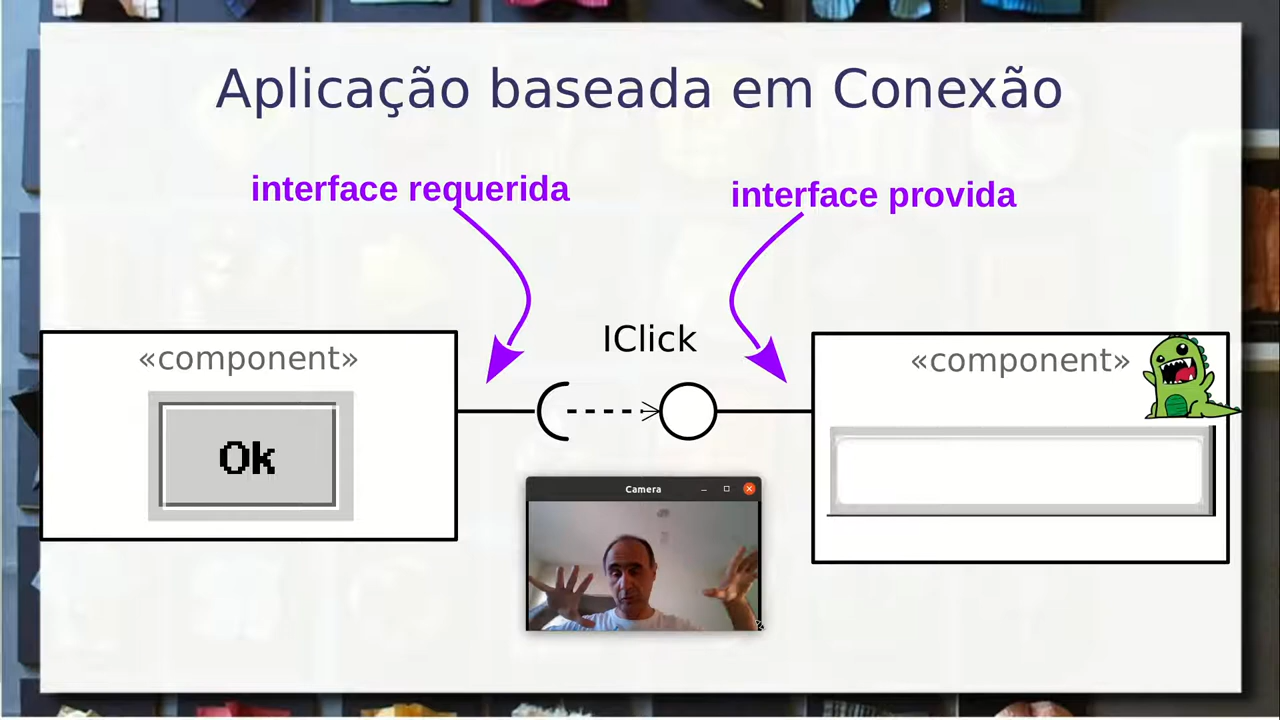 Aplicação baseada em Conexão
interface requerida
interface provida
IClick
«component»
«component»
Ok
Camera